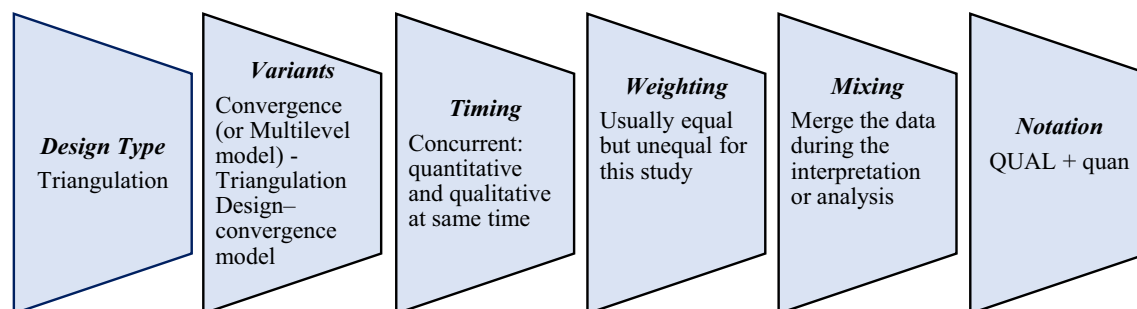 Design Type
Triangulation
Variants
Convergence
(or Multilevel
model) -
Triangulation
Design–
convergence
model
Timing
Concurrent:
quantitative
and qualitative
at same time
Weighting
Usually equal
but unequal for
this study
Mixing
Merge the data
during the
interpretation
or analysis
Notation
QUAL + quan